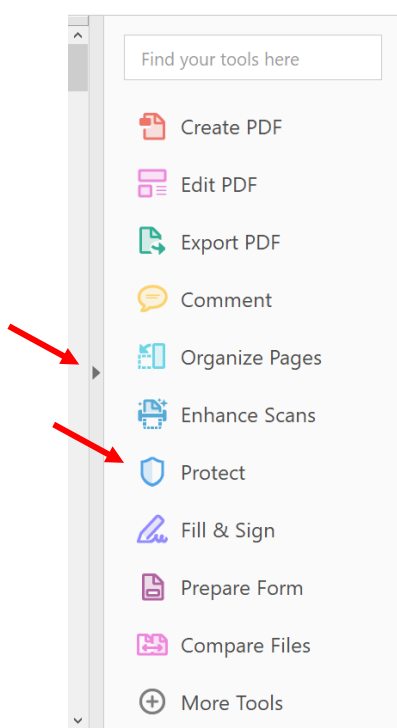 Find your tools here
Create PDF
Edit PDF
Export PDF
Comment
Organize Pages
Enhance Scans
Protect
Fill & Sign
Prepare Form
Compare Files
More Tools